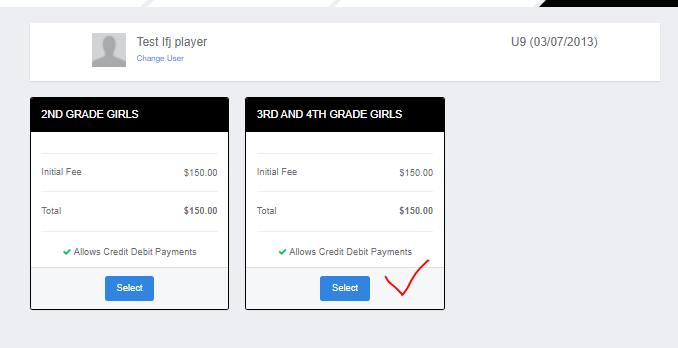 Test lfj player
Change User
U9 (03/07/2013)
2ND GRADE GIRLS
Initial Fee $150.00
Total $150.00
Allows Credit Debit Payments
Select
3RD AND 4TH GRADE GIRLS
Initial Fee $150.00
Total $150.00
Allows Credit Debit Payments
Select